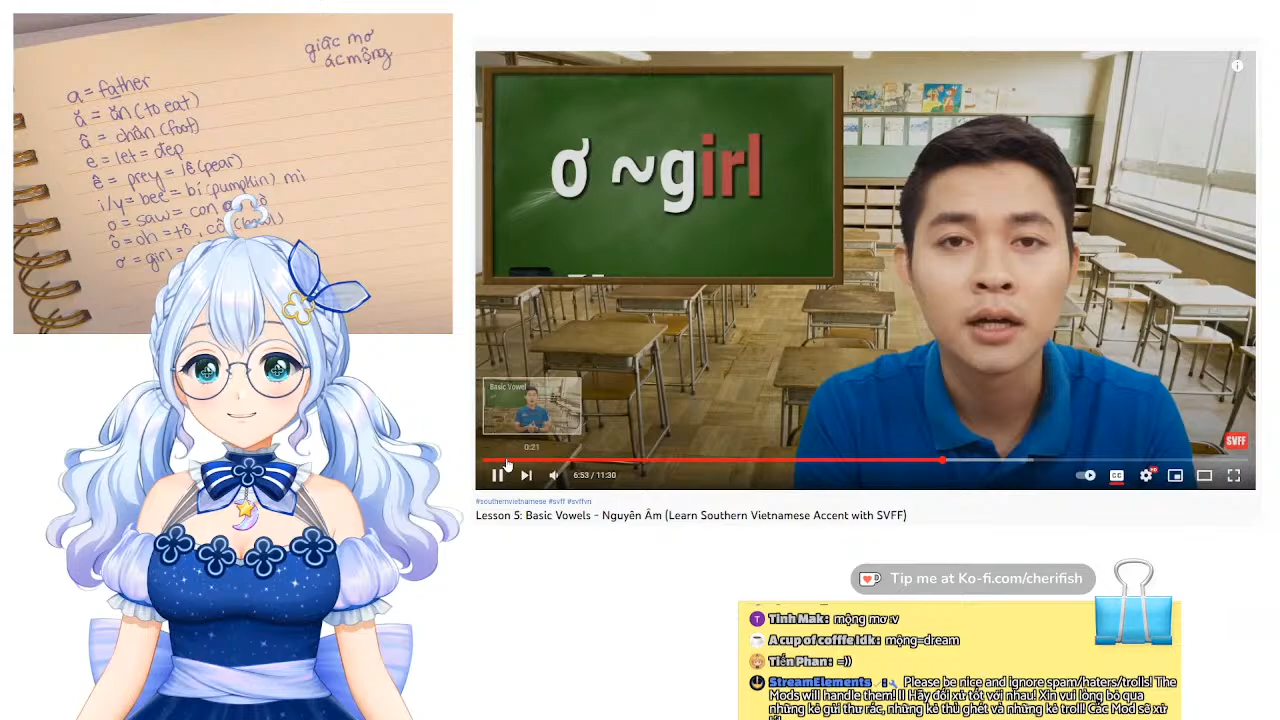 giấc mơ
ác mộng
a = father
ă = ăn (to eat)
â = chân (foot)
e = let = đẹp
ê = prey = lê (pear)
i/y = bee = bí (pumpkin) mì
o = saw = con
ô = oh = tô, cô
ơ = girl =
ơ ~girl
Basic Vowel
0:21
SVFF
6:53 / 11:30
CC
HD
#southernvietnamese #svff #svffvn
Lesson 5: Basic Vowels - Nguyên Âm (Learn Southern Vietnamese Accent with SVFF)
Tip me at Ko-fi.com/cherifish
T Tinh Mak: mộng mơ :v
A cup of coffe idk: mộng=dream
Tiến Phan: =))
StreamElements: Please be nice and ignore spam/haters/trolls! The
Mods will handle them! II Hãy đối xử tốt với nhau! Xin vui lòng bỏ qua
những kẻ gửi thư rác, những kẻ thù ghét và những kẻ troll! Các Mod sẽ xử